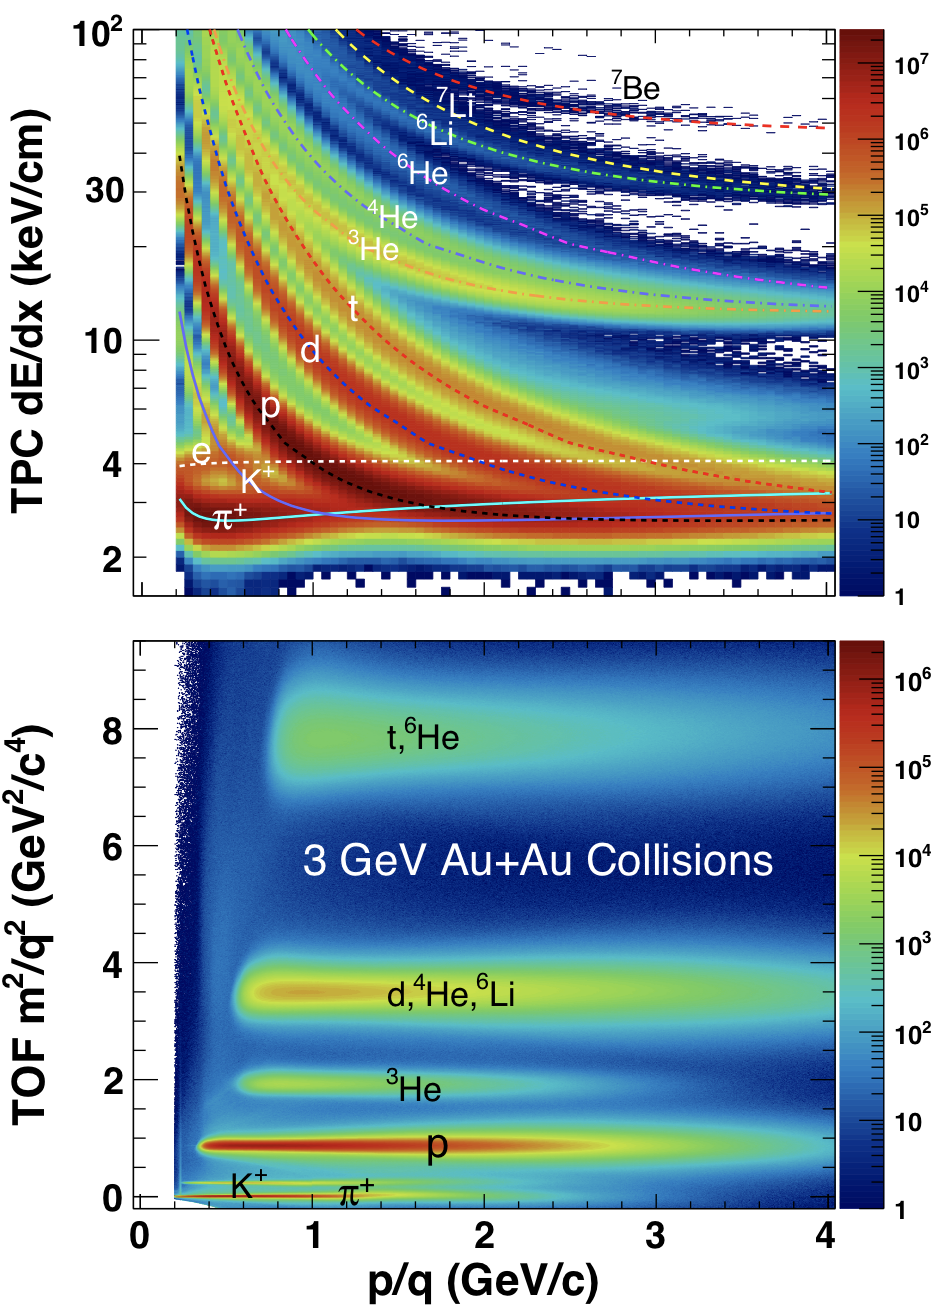 10²
30
10
4
2
TPC dE/dx (keV/cm)
⁷Be
⁷Li
⁶Li
⁶He
⁴He
³He
t
d
p
e
K⁺
π⁺
10⁷
10⁶
10⁵
10⁴
10³
10²
10
1
8
6
4
2
0
TOF m²/q² (GeV²/c⁴)
t,⁶He
3 GeV Au+Au Collisions
d,⁴He,⁶Li
³He
p
K⁺
π⁺
10⁶
10⁵
10⁴
10³
10²
10
1
0 1 2 3 4
p/q (GeV/c)